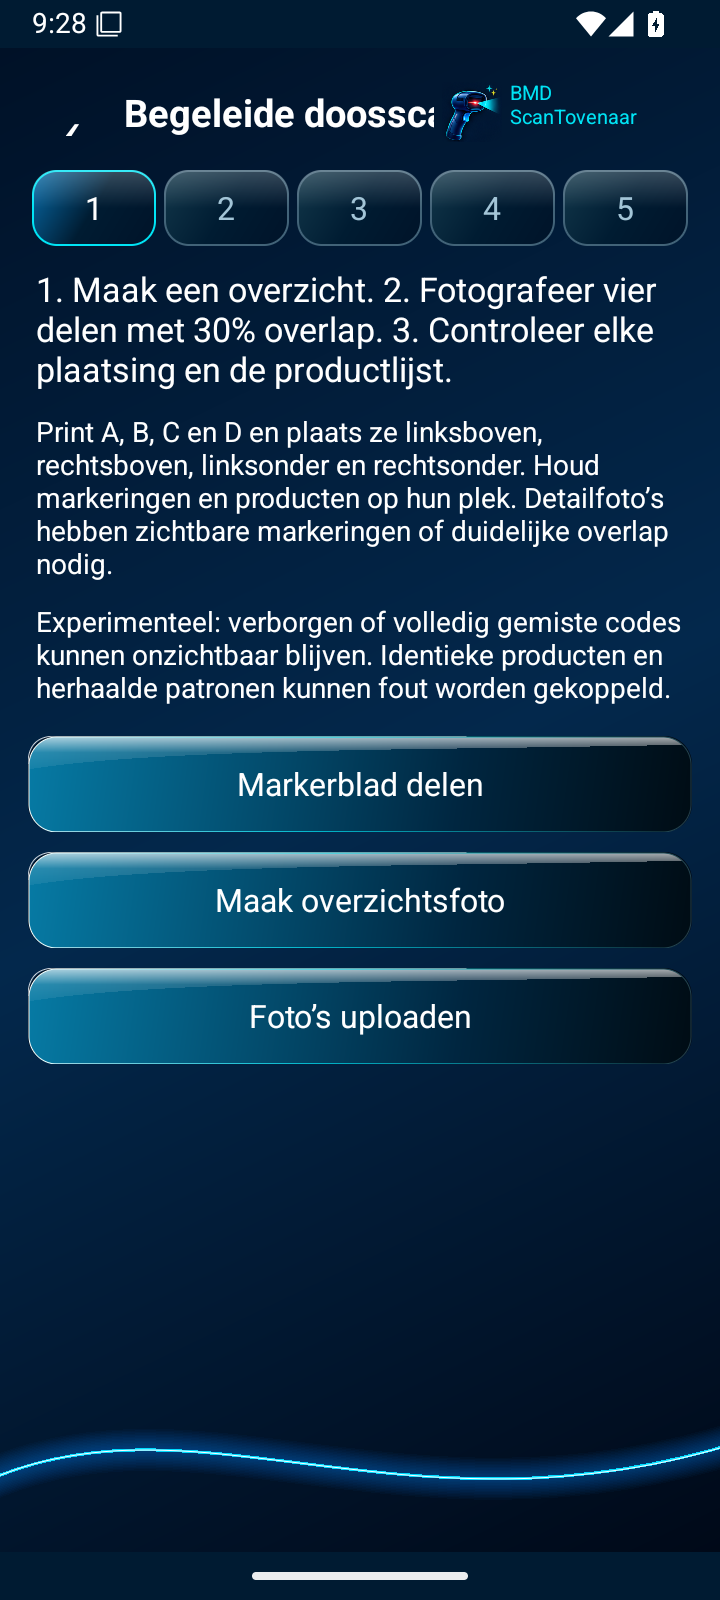 9:28
Begeleide doossca
BMD
ScanTovenaar
1
2
3
4
5
1. Maak een overzicht. 2. Fotografeer vier
delen met 30% overlap. 3. Controleer elke
plaatsing en de productlijst.
Print A, B, C en D en plaats ze linksboven,
rechtsboven, linksonder en rechtsonder. Houd
markeringen en producten op hun plek. Detailfoto’s
hebben zichtbare markeringen of duidelijke overlap
nodig.
Experimenteel: verborgen of volledig gemiste codes
kunnen onzichtbaar blijven. Identieke producten en
herhaalde patronen kunnen fout worden gekoppeld.
Markerblad delen
Maak overzichtsfoto
Foto’s uploaden